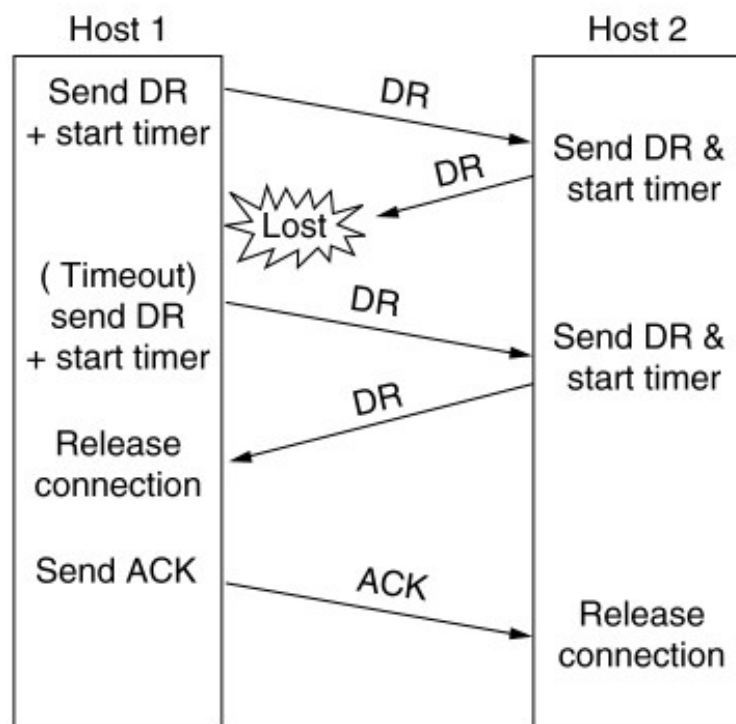 Host 1
Host 2
Send DR
+ start timer
DR
Send DR &
start timer
DR
Lost
( Timeout)
send DR
+ start timer
DR
Send DR &
start timer
DR
Release
connection
Send ACK
ACK
Release
connection